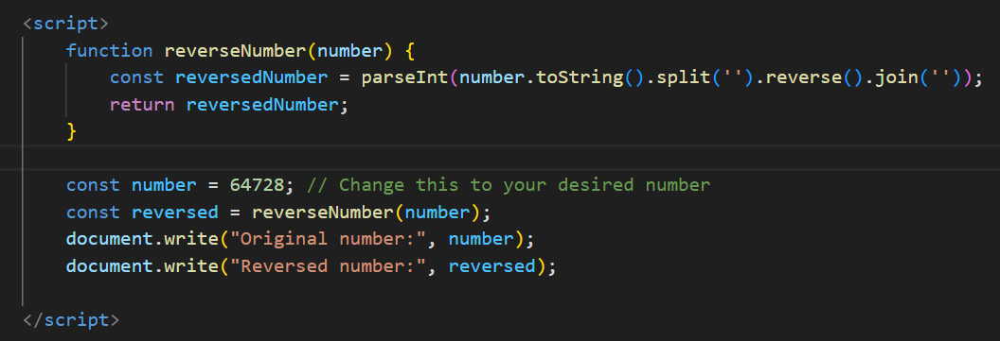 <script>
function reverseNumber(number) {
const reversedNumber = parseInt(number.toString().split('').reverse().join(''));
return reversedNumber;
}
const number = 64728; // Change this to your desired number
const reversed = reverseNumber(number);
document.write("Original number:", number);
document.write("Reversed number:", reversed);
</script>